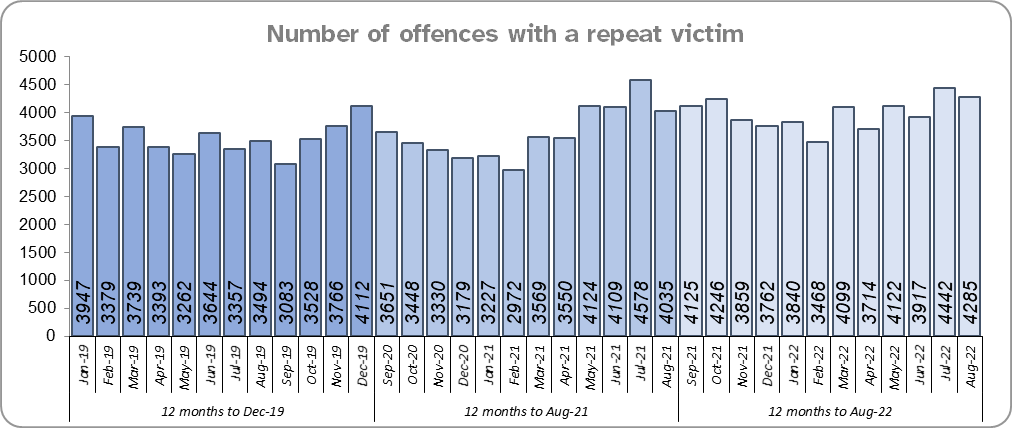 Number of offences with a repeat victim
5000
4500
4000
3500
3000
2500
2000
1500
1000
500
0
3947 3379 3739 3393 3262 3644 3357 3494 3083 3528 3766 4112 3651 3448 3330 3179 3227 2972 3569 3550 4124 4109 4578 4035 4125 4246 3859 3762 3840 3468 4099 3714 4122 3917 4442 4285
Jan-19 Feb-19 Mar-19 Apr-19 May-19 Jun-19 Jul-19 Aug-19 Sep-19 Oct-19 Nov-19 Dec-19 Sep-20 Oct-20 Nov-20 Dec-20 Jan-21 Feb-21 Mar-21 Apr-21 May-21 Jun-21 Jul-21 Aug-21 Sep-21 Oct-21 Nov-21 Dec-21 Jan-22 Feb-22 Mar-22 Apr-22 May-22 Jun-22 Jul-22 Aug-22
12 months to Dec-19 12 months to Aug-21 12 months to Aug-22